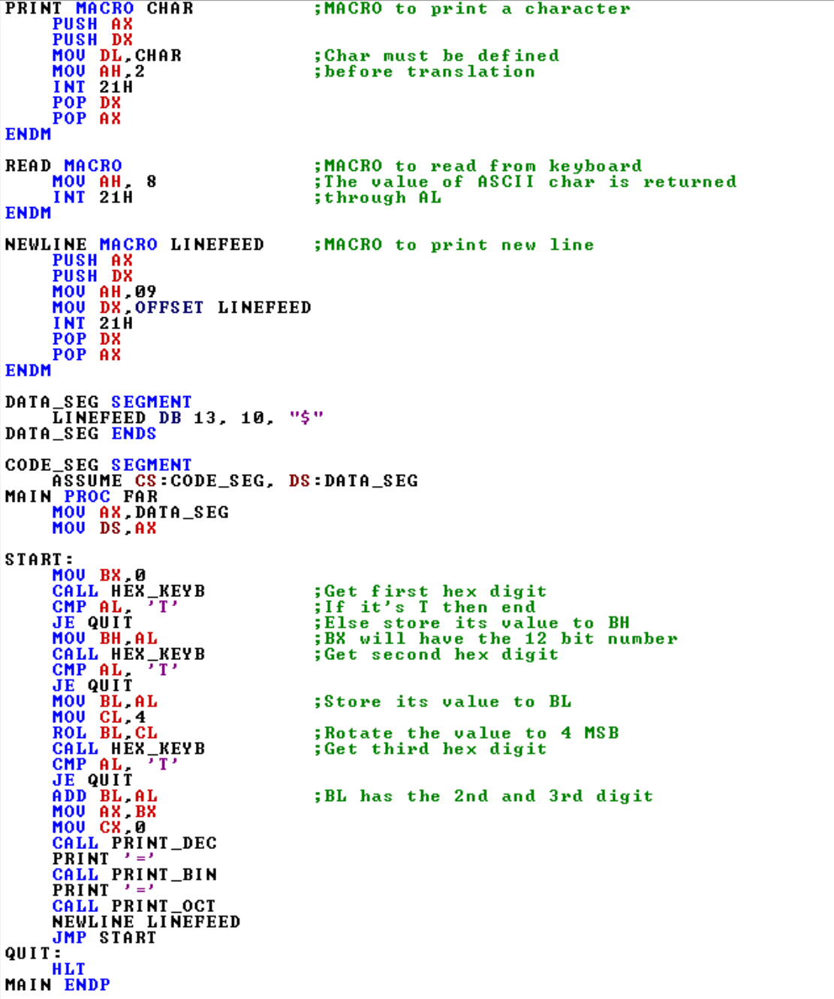 PRINT MACRO CHAR ;MACRO to print a character
PUSH AX
PUSH DX
MOV DL,CHAR ;Char must be defined
MOV AH,2 ;before translation
INT 21H
POP DX
POP AX
ENDM
READ MACRO ;MACRO to read from keyboard
MOV AH, 8 ;The value of ASCII char is returned
INT 21H ;through AL
ENDM
NEWLINE MACRO LINEFEED ;MACRO to print new line
PUSH AX
PUSH DX
MOV AH,09
MOV DX,OFFSET LINEFEED
INT 21H
POP DX
POP AX
ENDM
DATA_SEG SEGMENT
LINEFEED DB 13, 10, "$"
DATA_SEG ENDS
CODE_SEG SEGMENT
ASSUME CS:CODE_SEG, DS:DATA_SEG
MAIN PROC FAR
MOV AX,DATA_SEG
MOV DS,AX
START:
MOV BX,0
CALL HEX_KEYB ;Get first hex digit
CMP AL, 'T' ;If it's T then end
JE QUIT ;Else store its value to BH
MOV BH,AL ;BX will have the 12 bit number
CALL HEX_KEYB ;Get second hex digit
CMP AL, 'T'
JE QUIT
MOV BL,AL ;Store its value to BL
MOV CL,4
ROL BL,CL ;Rotate the value to 4 MSB
CALL HEX_KEYB ;Get third hex digit
CMP AL, 'T'
JE QUIT
ADD BL,AL ;BL has the 2nd and 3rd digit
MOV AX,BX
MOV CX,0
CALL PRINT_DEC
PRINT '='
CALL PRINT_BIN
PRINT '='
CALL PRINT_OCT
NEWLINE LINEFEED
JMP START
QUIT:
HLT
MAIN ENDP